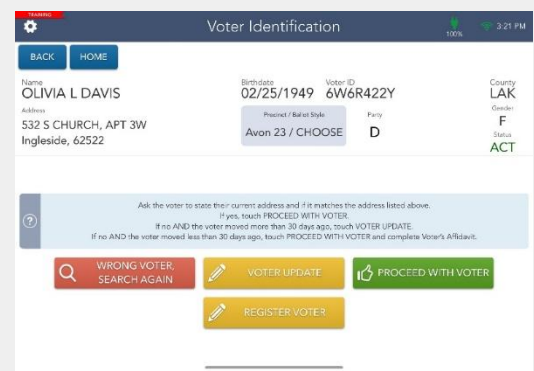 TRAINING
Voter Identification
100%
3:21 PM
BACK
HOME
Name
OLIVIA L DAVIS
Birthdate
02/25/1949
Voter ID
6W6R422Y
County
LAK
Address
532 S CHURCH, APT 3W
Ingleside, 62522
Precinct / Ballot Style
Avon 23 / CHOOSE
Party
D
Gender
F
Status
ACT
?
Ask the voter to state their current address and if it matches the address listed above.
If yes, touch PROCEED WITH VOTER.
If no AND the voter moved more than 30 days ago, touch VOTER UPDATE.
If no AND the voter moved less than 30 days ago, touch PROCEED WITH VOTER and complete Voter's Affidavit.
WRONG VOTER,
SEARCH AGAIN
VOTER UPDATE
PROCEED WITH VOTER
REGISTER VOTER